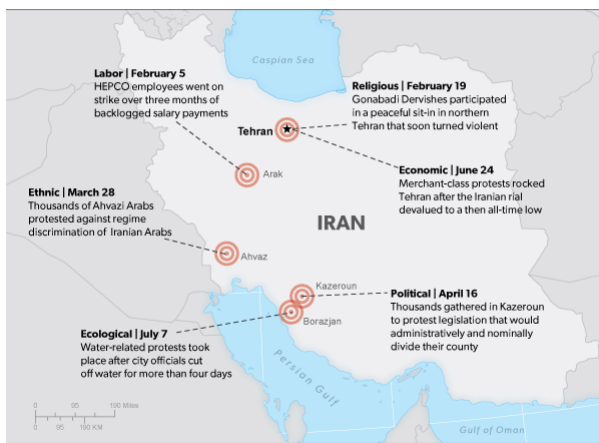 Caspian Sea
Labor | February 5
HEPCO employees went on
strike over three months of
backlogged salary payments
Religious | February 19
Gonabadi Dervishes participated
in a peaceful sit-in in northern
Tehran that soon turned violent
Tehran
Economic | June 24
Merchant-class protests rocked
Tehran after the Iranian rial
devalued to a then all-time low
Arak
Ethnic | March 28
Thousands of Ahvazi Arabs
protested against regime
discrimination of Iranian Arabs
IRAN
Ahvaz
Kazeroun
Political | April 16
Thousands gathered in Kazeroun
to protest legislation that would
administratively and nominally
divide their county
Borazjan
Ecological | July 7
Water-related protests took
place after city officials cut
off water for more than four days
Persian Gulf
0 95 190 Miles
0 95 190 KM
Gulf of Oman